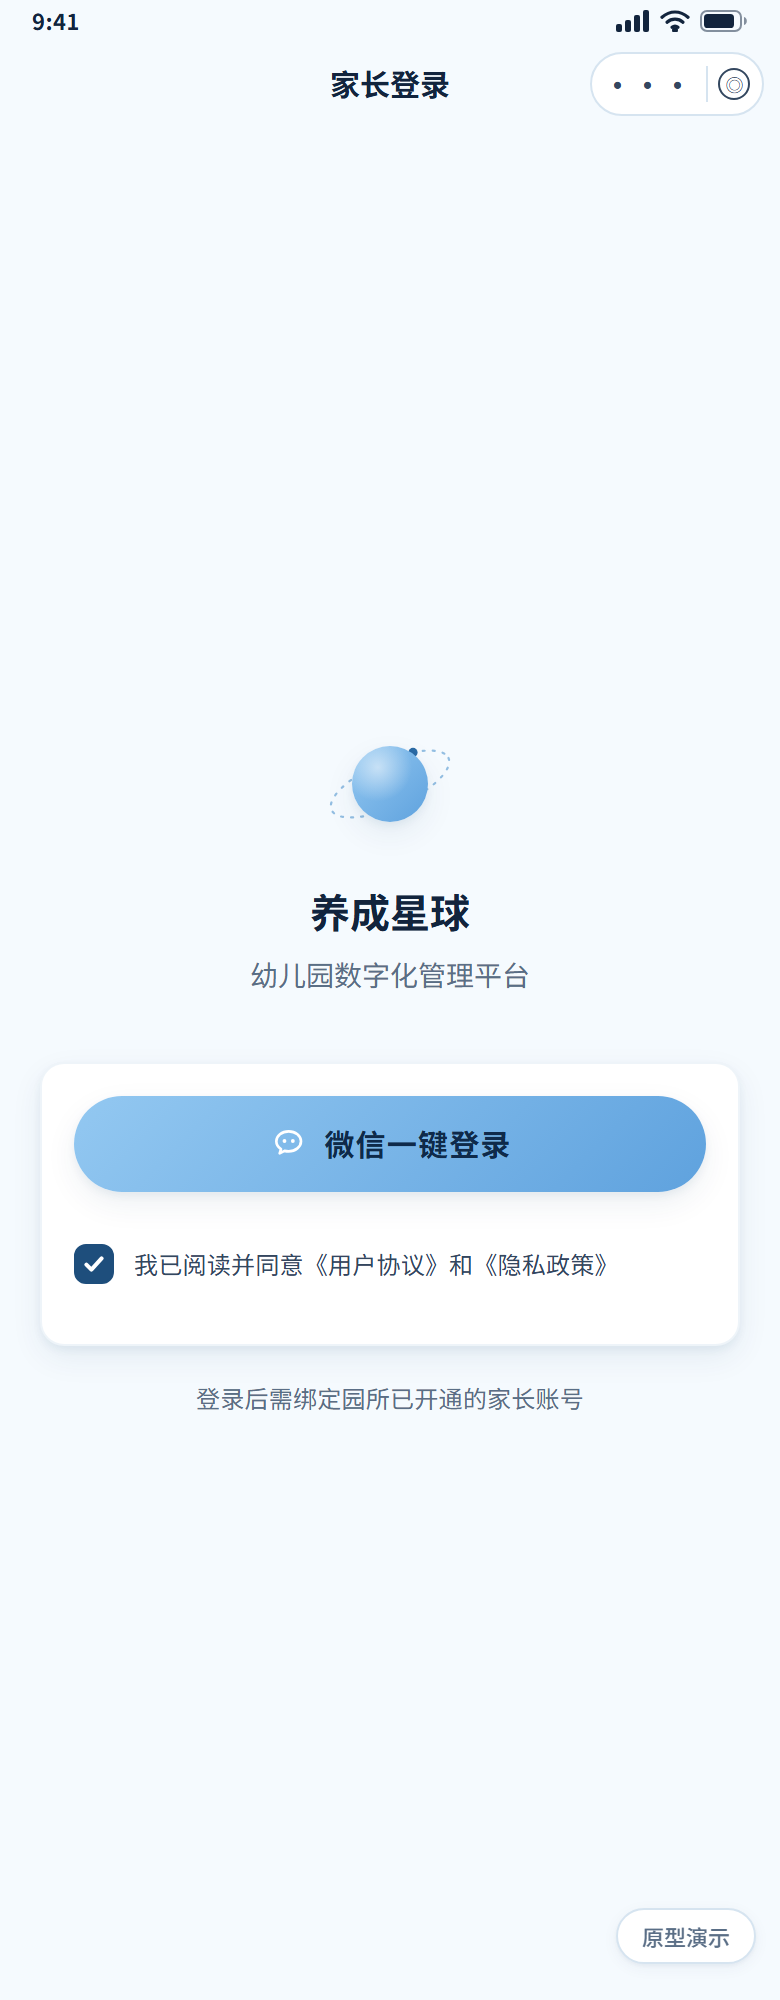 9:41
家长登录
养成星球
幼儿园数字化管理平台
微信一键登录
我已阅读并同意《用户协议》和《隐私政策》
登录后需绑定园所已开通的家长账号
原型演示